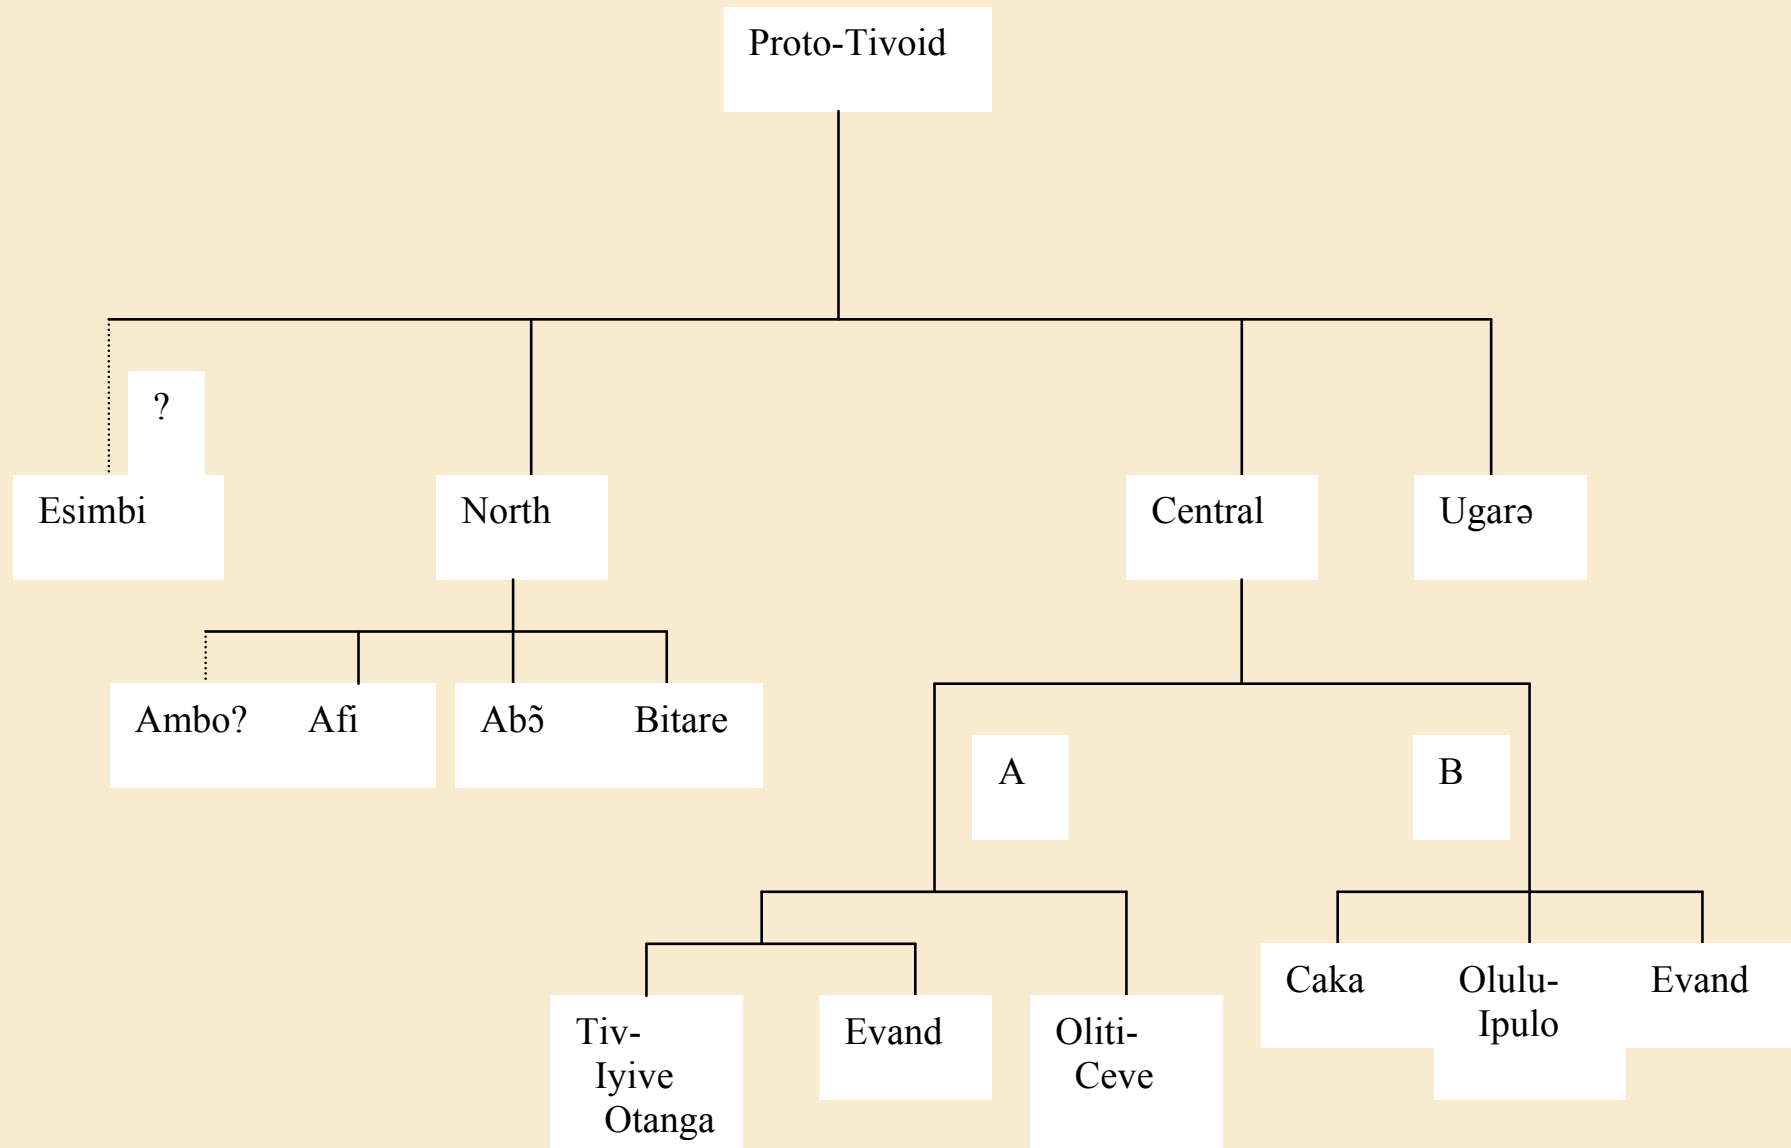 Proto-Tivoid
?
Esimbi
North
Central
Ugarə
Ambo?
Afi
Abɔ̃
Bitare
A
B
Caka
Olulu-
Ipulo
Evand
Tiv-
Iyive
Otanga
Evand
Oliti-
Ceve